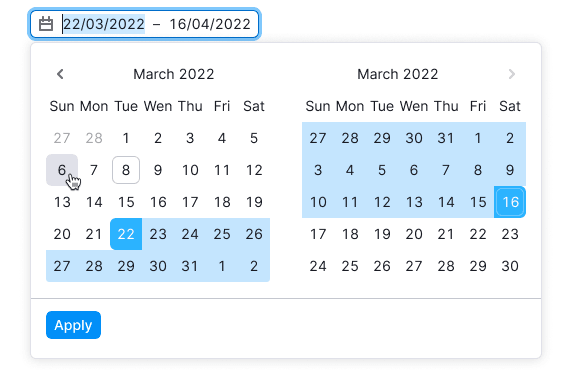 22/03/2022 – 16/04/2022
March 2022
Sun Mon Tue Wen Thu Fri Sat
27 28 1 2 3 4 5
6 7 8 9 10 11 12
13 14 15 16 17 18 19
20 21 22 23 24 25 26
27 28 29 30 31 1 2
March 2022
Sun Mon Tue Wen Thu Fri Sat
27 28 29 30 31 1 2
3 4 5 6 7 8 9
10 11 12 13 14 15 16
17 18 19 20 21 22 23
24 25 26 27 28 29 30
Apply